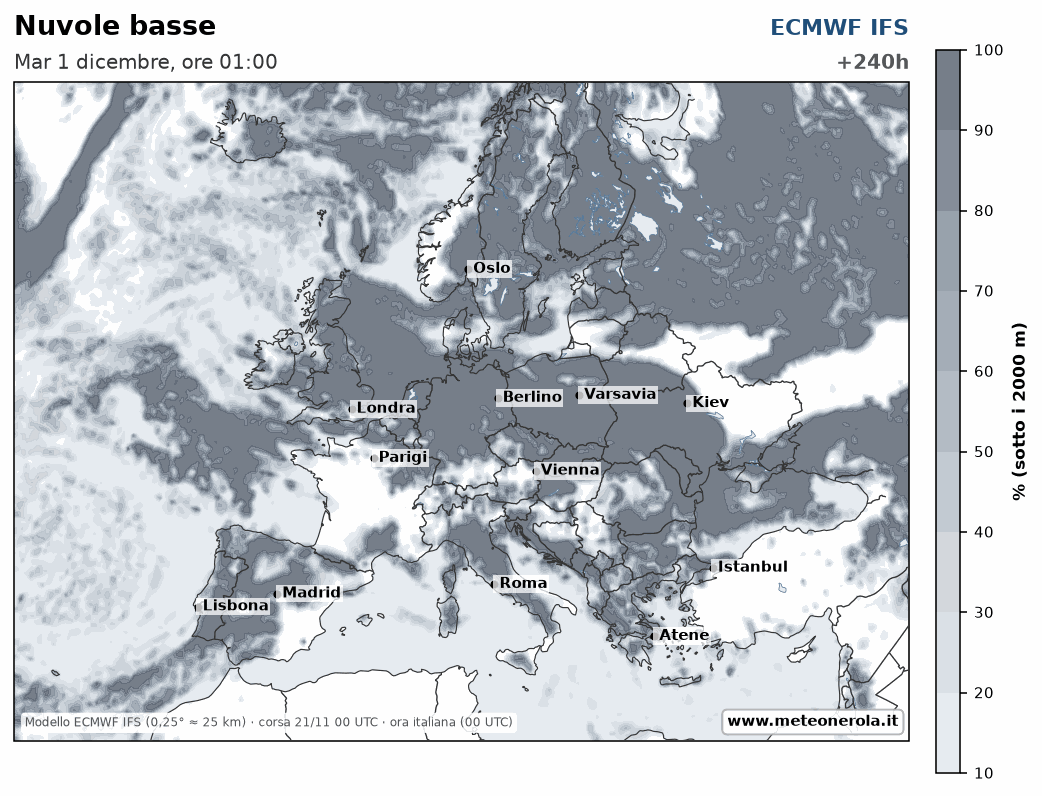 Nuvole basse
ECMWF IFS
Mar 1 dicembre, ore 01:00
+240h
100
90
80
70
60
50
40
30
20
10
% (sotto i 2000 m)
Oslo
Londra
Berlino
Varsavia
Kiev
Parigi
Vienna
Istanbul
Roma
Madrid
Lisbona
Atene
Modello ECMWF IFS (0,25° ≈ 25 km) · corsa 21/11 00 UTC · ora italiana (00 UTC)
www.meteonerola.it